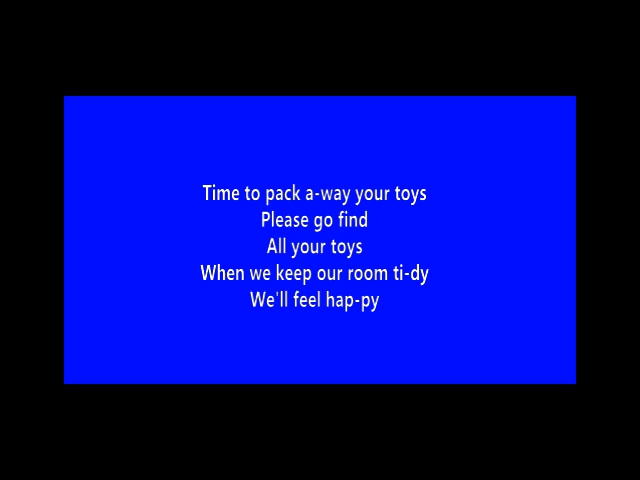 Time to pack a-way your toys
Please go find
All your toys
When we keep our room ti-dy
We'll feel hap-py